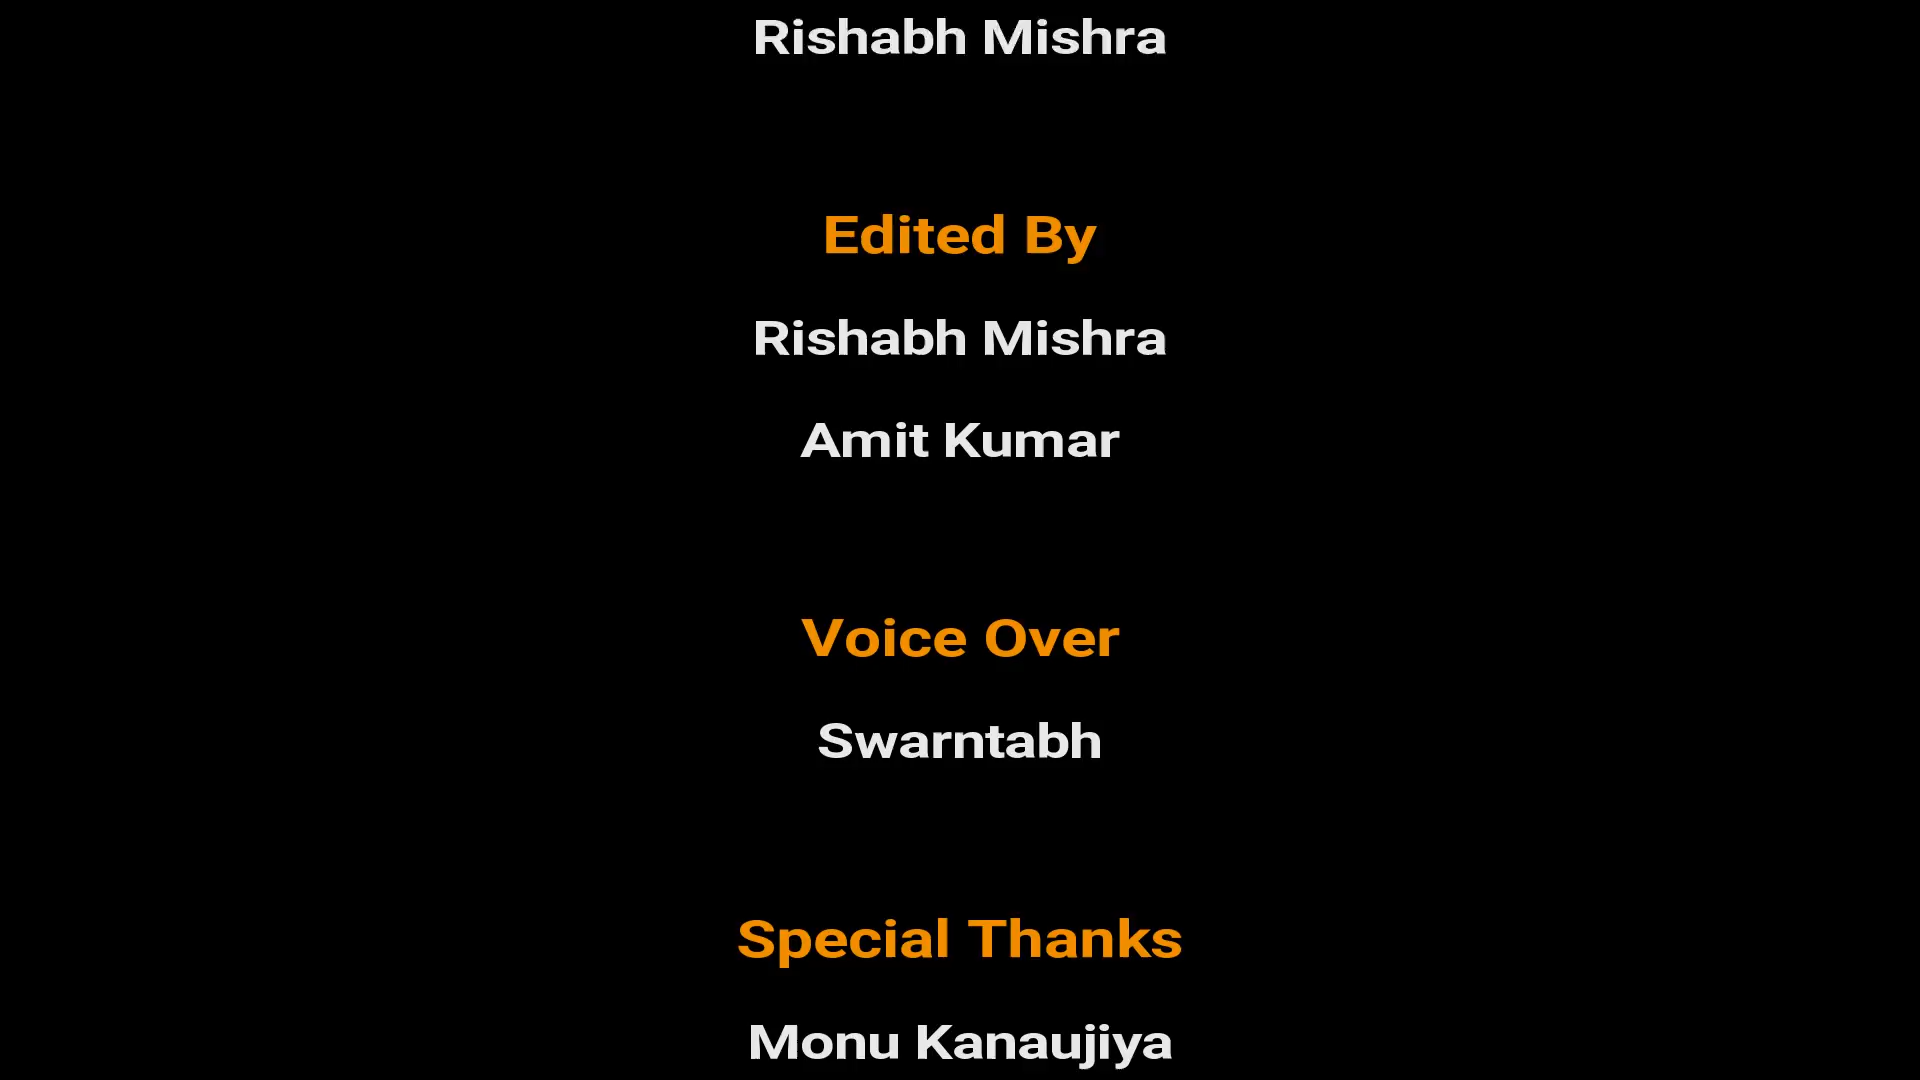 Rishabh Mishra
Edited By
Rishabh Mishra
Amit Kumar
Voice Over
Swarntabh
Special Thanks
Monu Kanaujiya